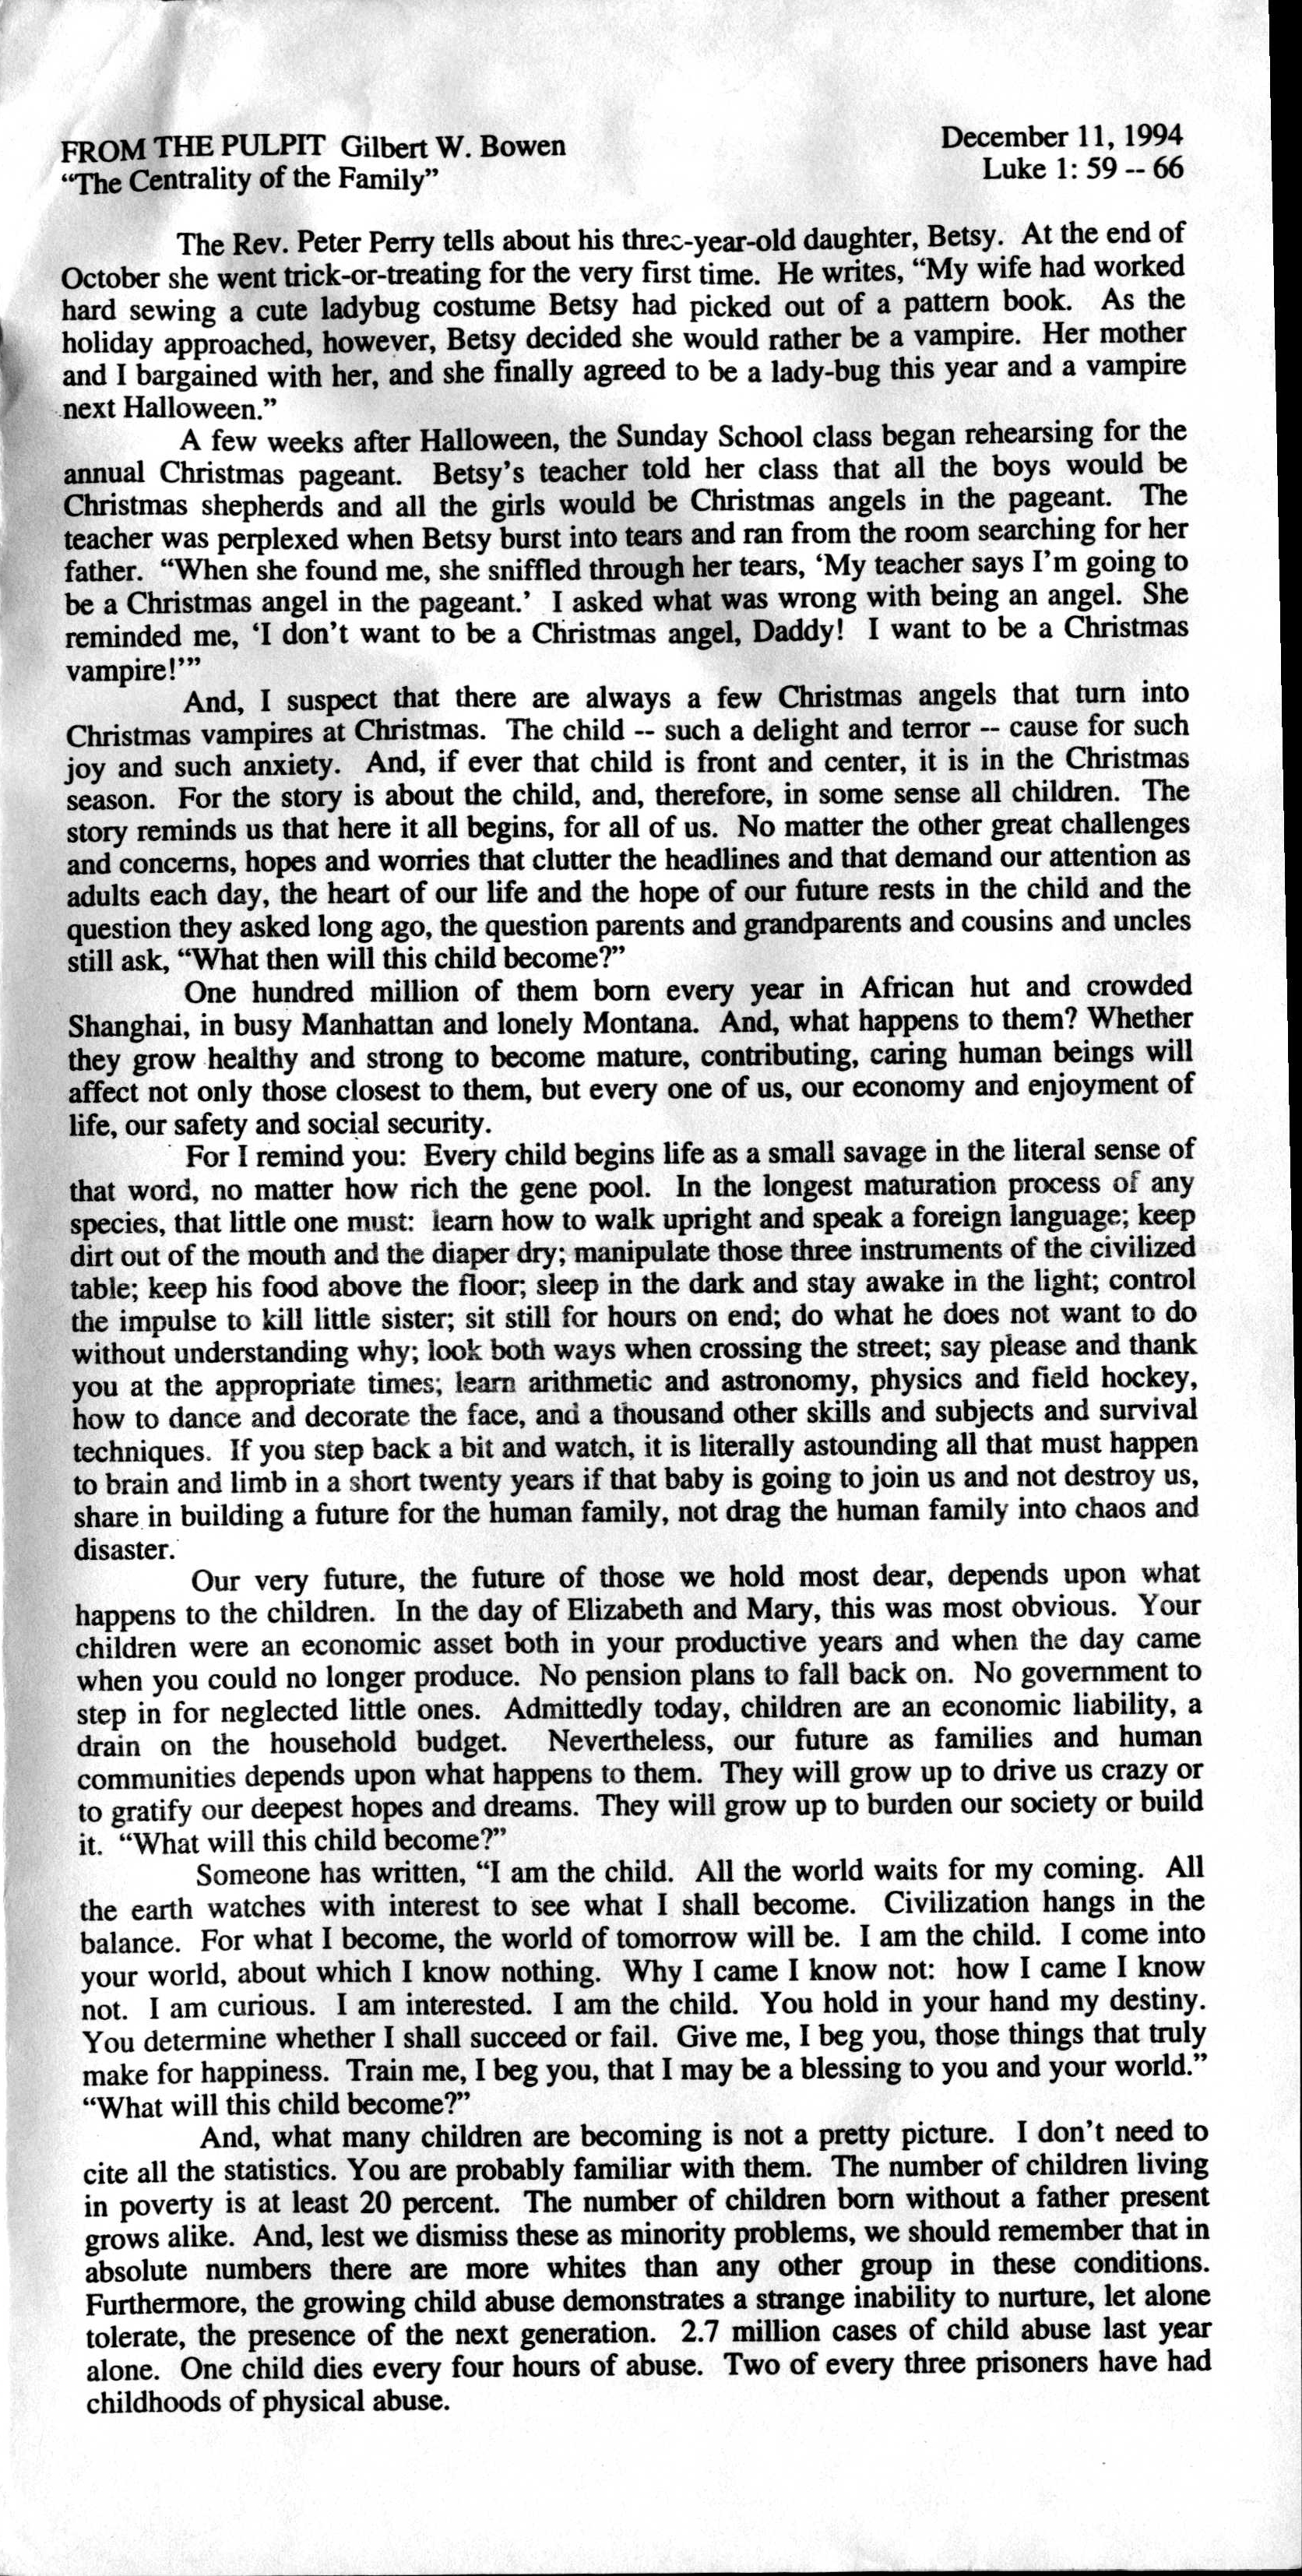 FROM THE PULPIT Gilbert W. Bowen
December 11, 1994
"The Centrality of the Family"
Luke 1: 59 -- 66
The Rev. Peter Perry tells about his three-year-old daughter, Betsy. At the end of
October she went trick-or-treating for the very first time. He writes, "My wife had worked
hard sewing a cute ladybug costume Betsy had picked out of a pattern book. As the
holiday approached, however, Betsy decided she would rather be a vampire. Her mother
and I bargained with her, and she finally agreed to be a lady-bug this year and a vampire
next Halloween."
A few weeks after Halloween, the Sunday School class began rehearsing for the
annual Christmas pageant. Betsy's teacher told her class that all the boys would be
Christmas shepherds and all the girls would be Christmas angels in the pageant. The
teacher was perplexed when Betsy burst into tears and ran from the room searching for her
father. "When she found me, she sniffled through her tears, 'My teacher says I'm going to
be a Christmas angel in the pageant.' I asked what was wrong with being an angel. She
reminded me, 'I don't want to be a Christmas angel, Daddy! I want to be a Christmas
vampire!'"
And, I suspect that there are always a few Christmas angels that turn into
Christmas vampires at Christmas. The child -- such a delight and terror -- cause for such
joy and such anxiety. And, if ever that child is front and center, it is in the Christmas
season. For the story is about the child, and, therefore, in some sense all children. The
story reminds us that here it all begins, for all of us. No matter the other great challenges
and concerns, hopes and worries that clutter the headlines and that demand our attention as
adults each day, the heart of our life and the hope of our future rests in the child and the
question they asked long ago, the question parents and grandparents and cousins and uncles
still ask, "What then will this child become?"
One hundred million of them born every year in African hut and crowded
Shanghai, in busy Manhattan and lonely Montana. And, what happens to them? Whether
they grow healthy and strong to become mature, contributing, caring human beings will
affect not only those closest to them, but every one of us, our economy and enjoyment of
life, our safety and social security.
For I remind you: Every child begins life as a small savage in the literal sense of
that word, no matter how rich the gene pool. In the longest maturation process of any
species, that little one must: learn how to walk upright and speak a foreign language; keep
dirt out of the mouth and the diaper dry; manipulate those three instruments of the civilized
table; keep his food above the floor; sleep in the dark and stay awake in the light; control
the impulse to kill little sister; sit still for hours on end; do what he does not want to do
without understanding why; look both ways when crossing the street; say please and thank
you at the appropriate times; learn arithmetic and astronomy, physics and field hockey,
how to dance and decorate the face, and a thousand other skills and subjects and survival
techniques. If you step back a bit and watch, it is literally astounding all that must happen
to brain and limb in a short twenty years if that baby is going to join us and not destroy us,
share in building a future for the human family, not drag the human family into chaos and
disaster.
Our very future, the future of those we hold most dear, depends upon what
happens to the children. In the day of Elizabeth and Mary, this was most obvious. Your
children were an economic asset both in your productive years and when the day came
when you could no longer produce. No pension plans to fall back on. No government to
step in for neglected little ones. Admittedly today, children are an economic liability, a
drain on the household budget. Nevertheless, our future as families and human
communities depends upon what happens to them. They will grow up to drive us crazy or
to gratify our deepest hopes and dreams. They will grow up to burden our society or build
it. "What will this child become?"
Someone has written, "I am the child. All the world waits for my coming. All
the earth watches with interest to see what I shall become. Civilization hangs in the
balance. For what I become, the world of tomorrow will be. I am the child. I come into
your world, about which I know nothing. Why I came I know not: how I came I know
not. I am curious. I am interested. I am the child. You hold in your hand my destiny.
You determine whether I shall succeed or fail. Give me, I beg you, those things that truly
make for happiness. Train me, I beg you, that I may be a blessing to you and your world."
"What will this child become?"
And, what many children are becoming is not a pretty picture. I don't need to
cite all the statistics. You are probably familiar with them. The number of children living
in poverty is at least 20 percent. The number of children born without a father present
grows alike. And, lest we dismiss these as minority problems, we should remember that in
absolute numbers there are more whites than any other group in these conditions.
Furthermore, the growing child abuse demonstrates a strange inability to nurture, let alone
tolerate, the presence of the next generation. 2.7 million cases of child abuse last year
alone. One child dies every four hours of abuse. Two of every three prisoners have had
childhoods of physical abuse.